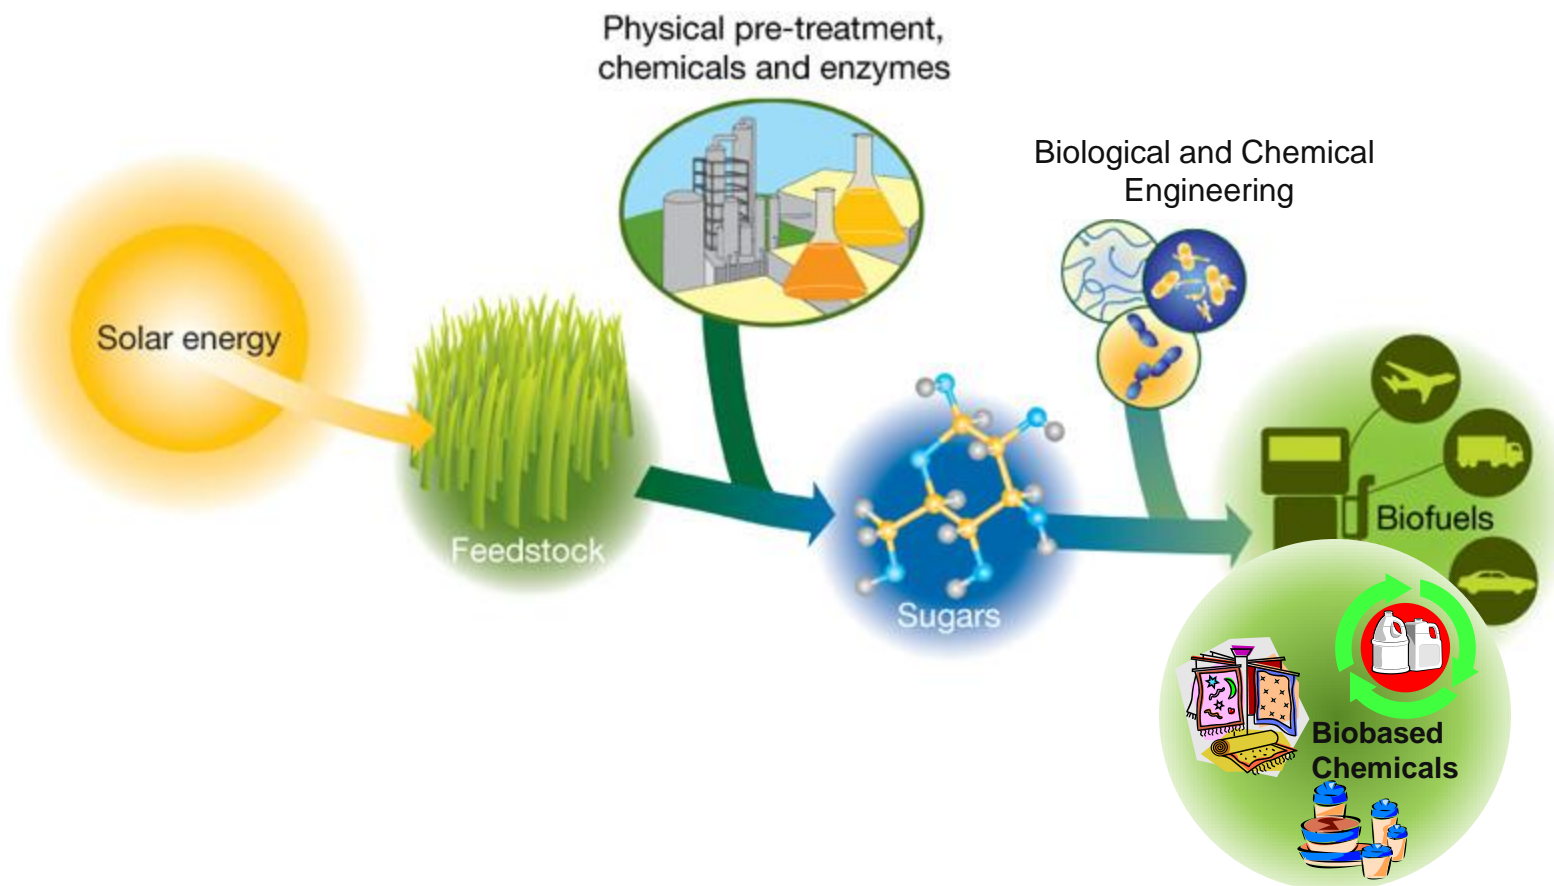 Physical pre-treatment,
chemicals and enzymes
Biological and Chemical
Engineering
Solar energy
Feedstock
Sugars
Biofuels
Biobased
Chemicals